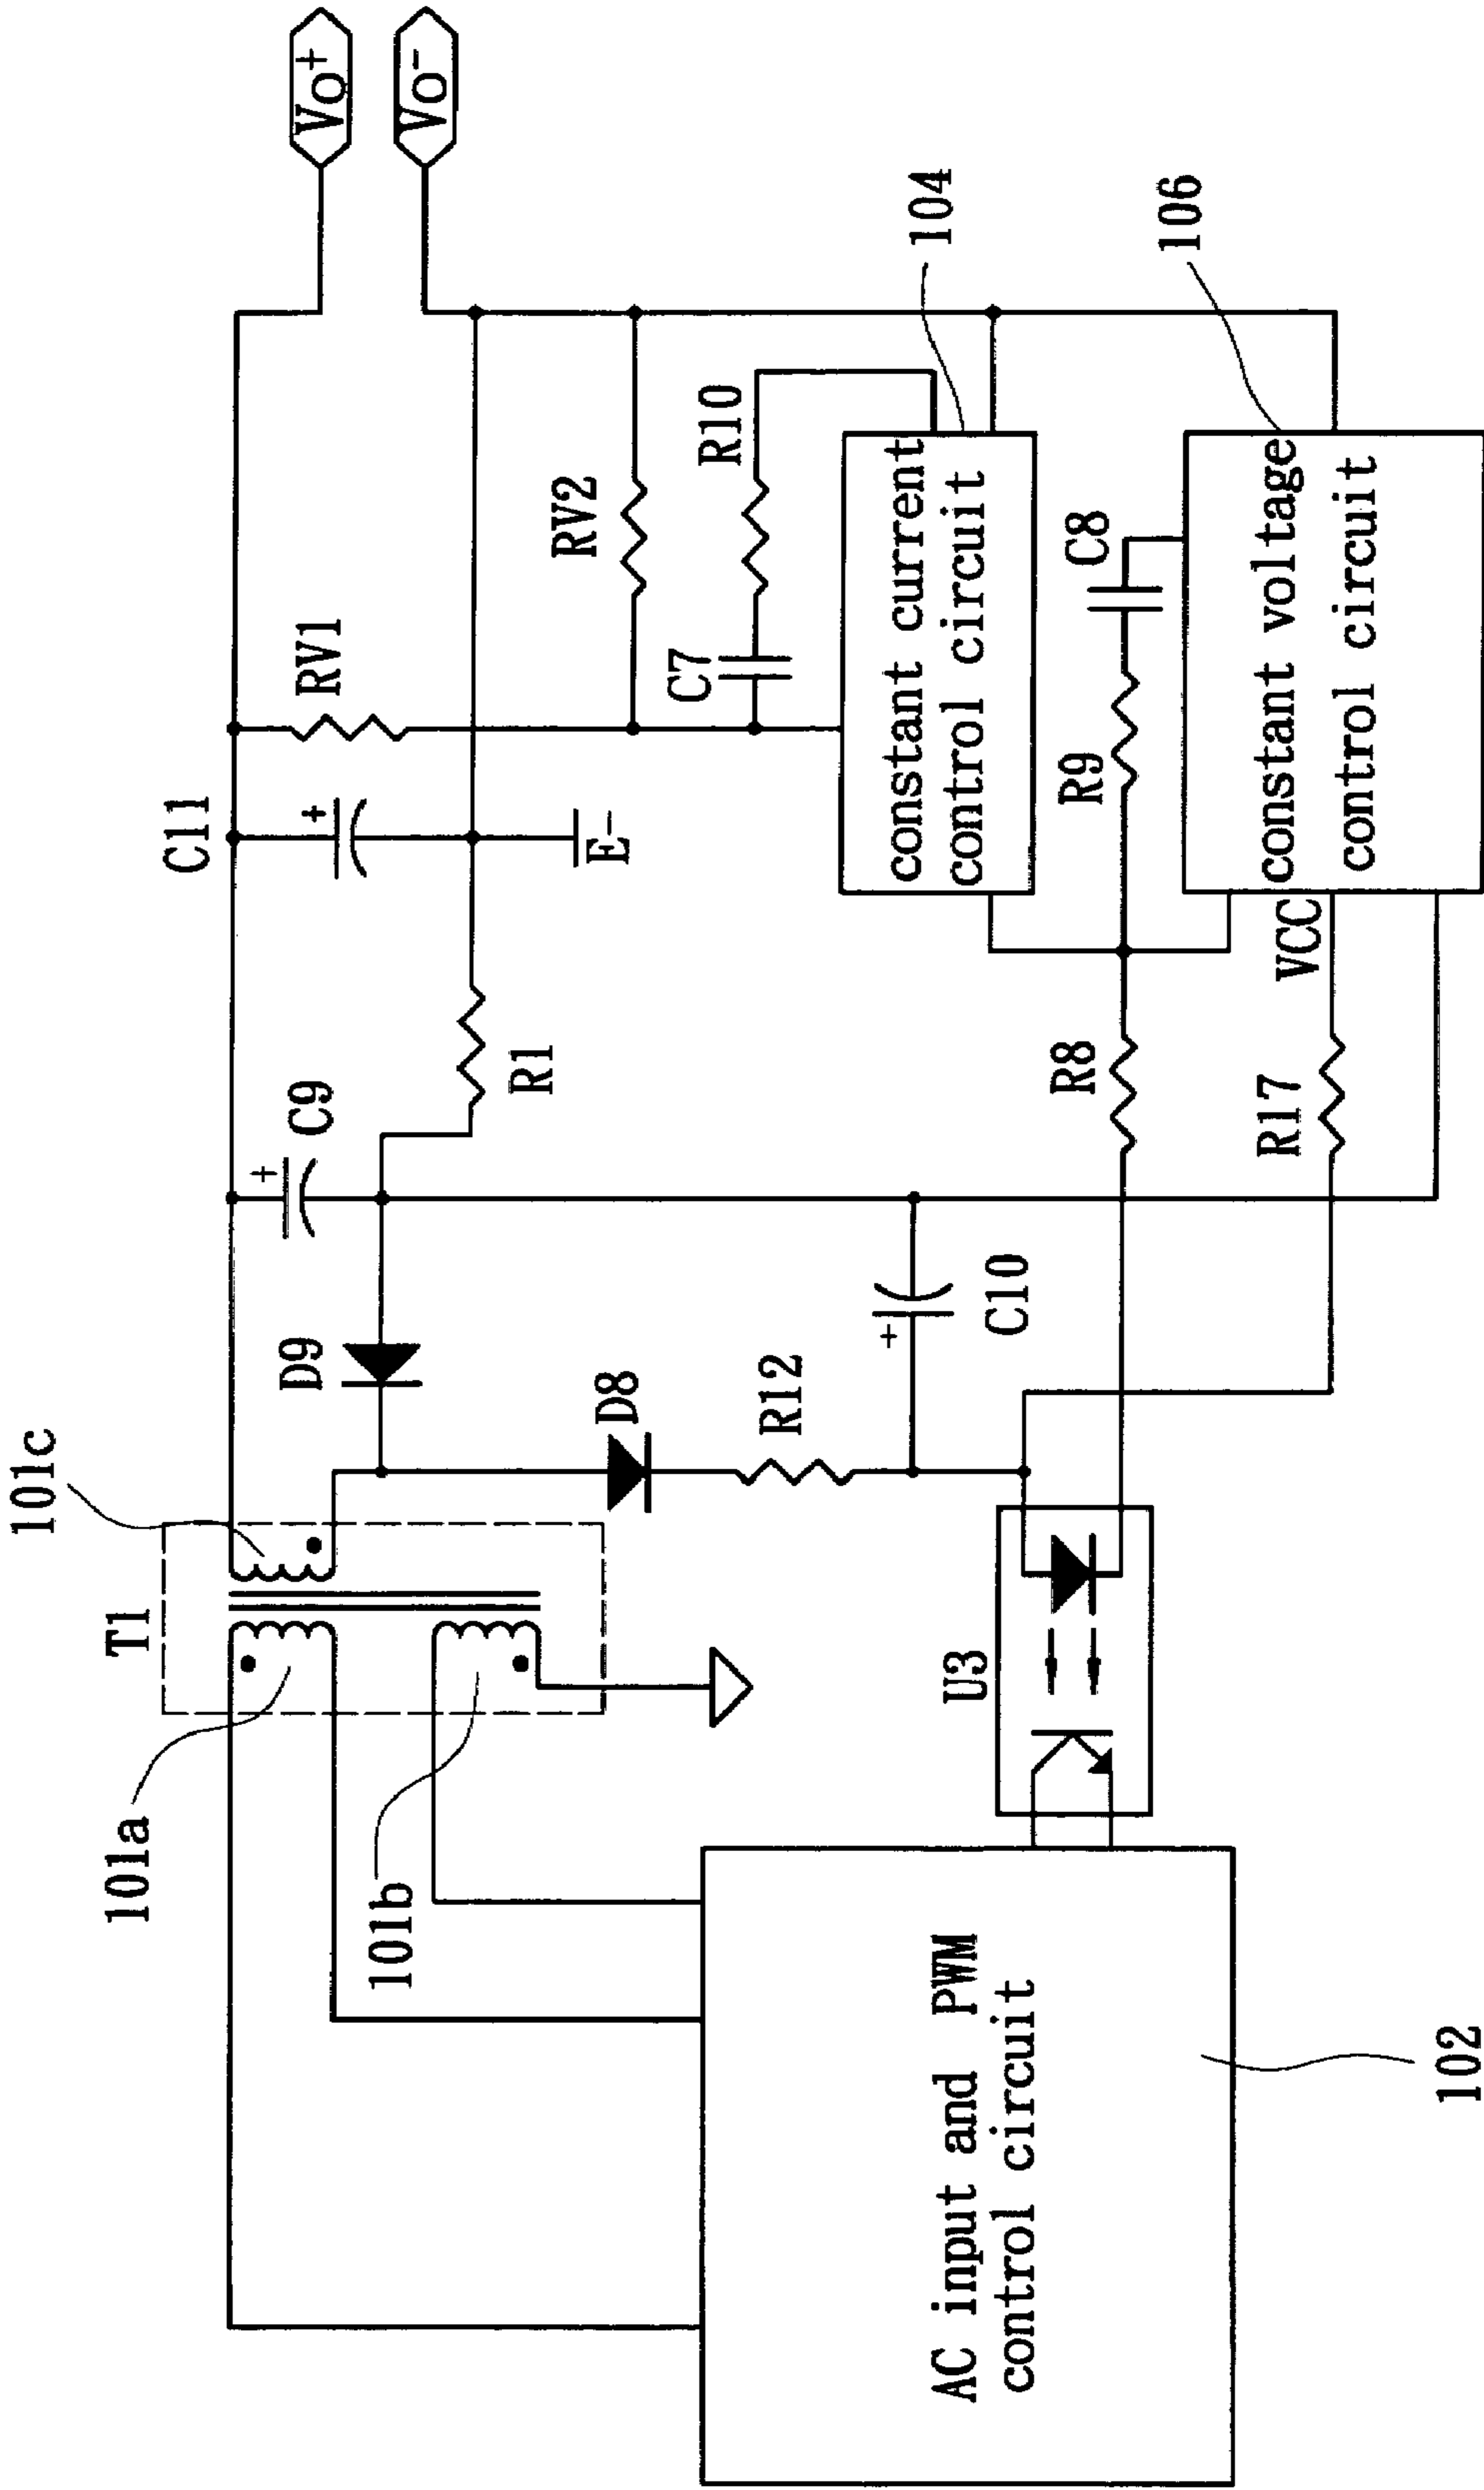 101c
T1
101a
101b
D9
C9
C11
RV1
Vo+
Vo-
+
+
R1
E-
RV2
D8
R12
+
C10
C7
R10
104
constant current
control circuit
U3
R8
R9
C8
106
R17
VCC
constant voltage
control circuit
AC input and PWM
control circuit
102